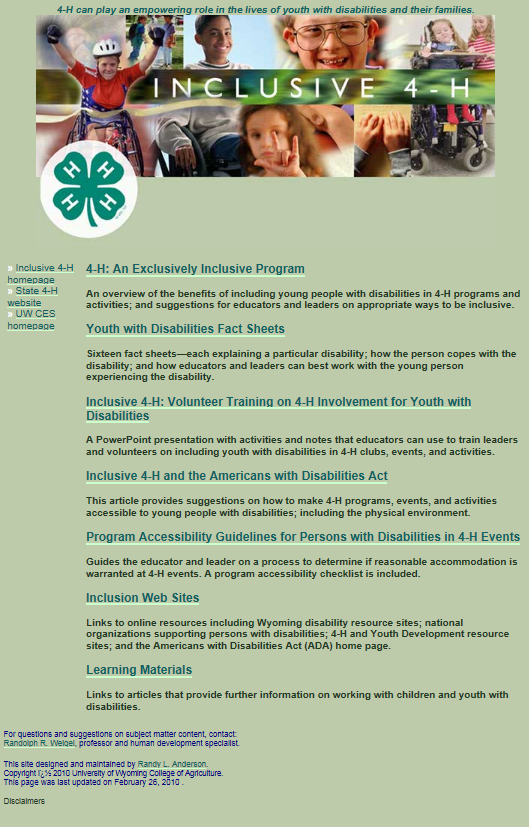 4-H can play an empowering role in the lives of youth with disabilities and their families.
INCLUSIVE 4-H
H H
H H
» Inclusive 4-H
homepage
» State 4-H
website
» UW CES
homepage
4-H: An Exclusively Inclusive Program
An overview of the benefits of including young people with disabilities in 4-H programs and
activities; and suggestions for educators and leaders on appropriate ways to be inclusive.
Youth with Disabilities Fact Sheets
Sixteen fact sheets—each explaining a particular disability; how the person copes with the
disability; and how educators and leaders can best work with the young person
experiencing the disability.
Inclusive 4-H: Volunteer Training on 4-H Involvement for Youth with
Disabilities
A PowerPoint presentation with activities and notes that educators can use to train leaders
and volunteers on including youth with disabilities in 4-H clubs, events, and activities.
Inclusive 4-H and the Americans with Disabilities Act
This article provides suggestions on how to make 4-H programs, events, and activities
accessible to young people with disabilities; including the physical environment.
Program Accessibility Guidelines for Persons with Disabilities in 4-H Events
Guides the educator and leader on a process to determine if reasonable accommodation is
warranted at 4-H events. A program accessibility checklist is included.
Inclusion Web Sites
Links to online resources including Wyoming disability resource sites; national
organizations supporting persons with disabilities; 4-H and Youth Development resource
sites; and the Americans with Disabilities Act (ADA) home page.
Learning Materials
Links to articles that provide further information on working with children and youth with
disabilities.
For questions and suggestions on subject matter content, contact:
Randolph R. Weigel, professor and human development specialist.
This site designed and maintained by Randy L. Anderson.
Copyright ï¿½ 2010 University of Wyoming College of Agriculture.
This page was last updated on February 26, 2010 .
Disclaimers